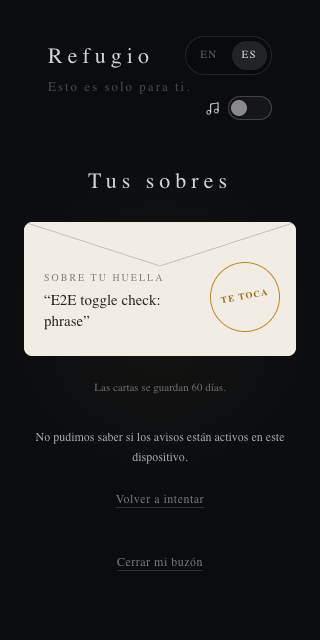 Refugio
EN ES
Esto es solo para ti.
Tus sobres
SOBRE TU HUELLA
“E2E toggle check:
phrase”
TE TOCA
Las cartas se guardan 60 días.
No pudimos saber si los avisos están activos en este
dispositivo.
Volver a intentar
Cerrar mi buzón